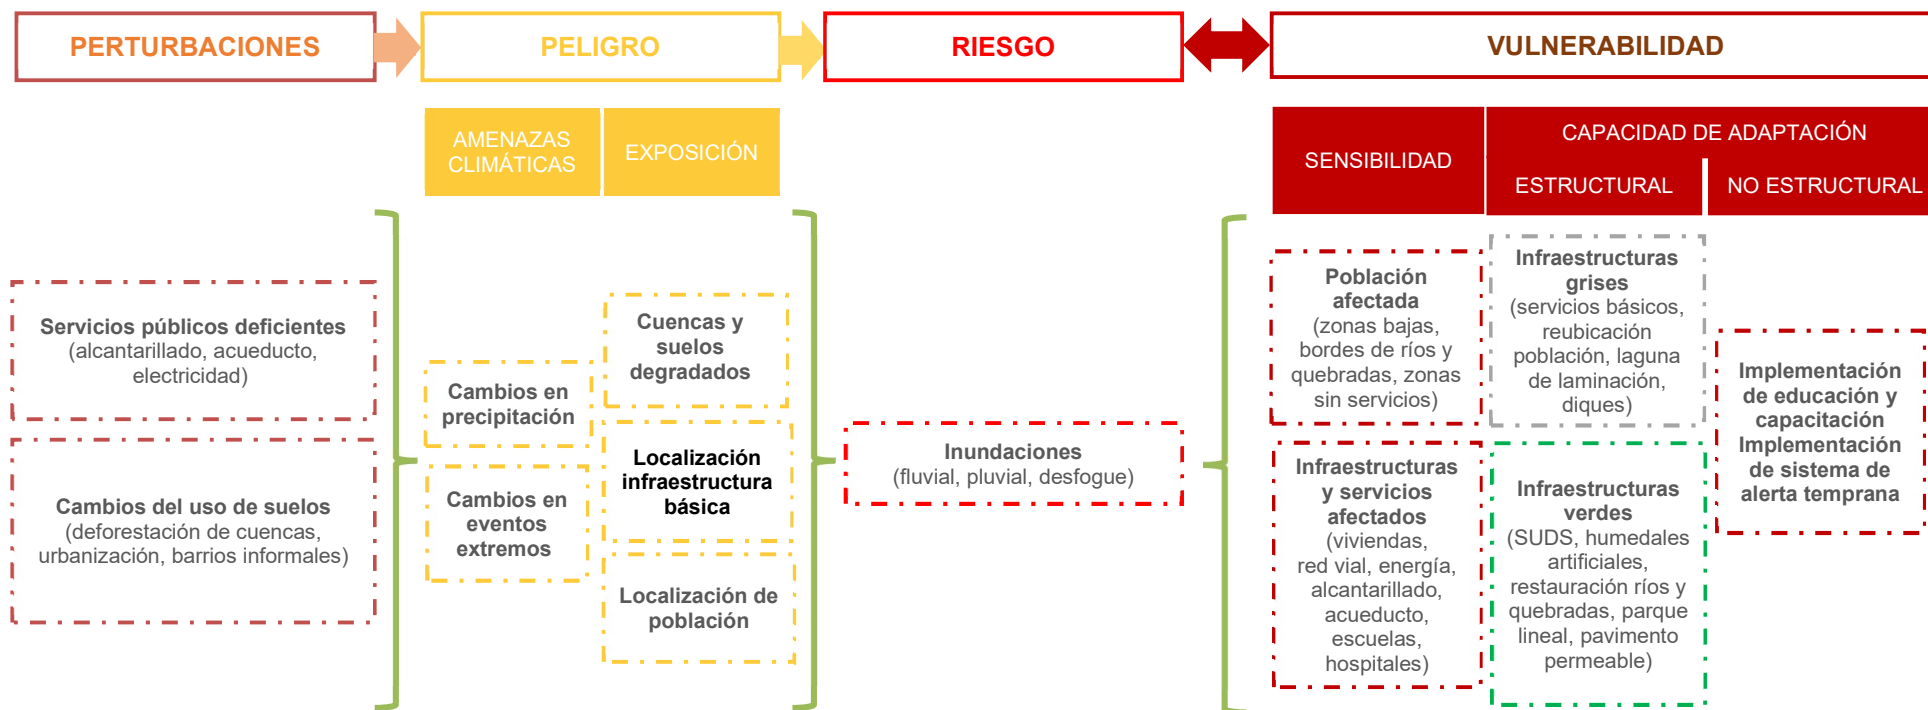 PERTURBACIONES
PELIGRO
RIESGO
VULNERABILIDAD
AMENAZAS
CLIMÁTICAS
EXPOSICIÓN
SENSIBILIDAD
CAPACIDAD DE ADAPTACIÓN
ESTRUCTURAL
NO ESTRUCTURAL
Servicios públicos deficientes
(alcantarillado, acueducto,
electricidad)
Cambios del uso de suelos
(deforestación de cuencas,
urbanización, barrios informales)
Cambios en
precipitación
Cambios en
eventos
extremos
Cuencas y
suelos
degradados
Localización
infraestructura
básica
Localización de
población
Inundaciones
(fluvial, pluvial, desfogue)
Población
afectada
(zonas bajas,
bordes de ríos y
quebradas, zonas
sin servicios)
Infraestructuras
y servicios
afectados
(viviendas,
red vial, energía,
alcantarillado,
acueducto,
escuelas,
hospitales)
Infraestructuras
grises
(servicios básicos,
reubicación
población, laguna
de laminación,
diques)
Infraestructuras
verdes
(SUDS, humedales
artificiales,
restauración ríos y
quebradas, parque
lineal, pavimento
permeable)
Implementación
de educación y
capacitación
Implementación
de sistema de
alerta temprana